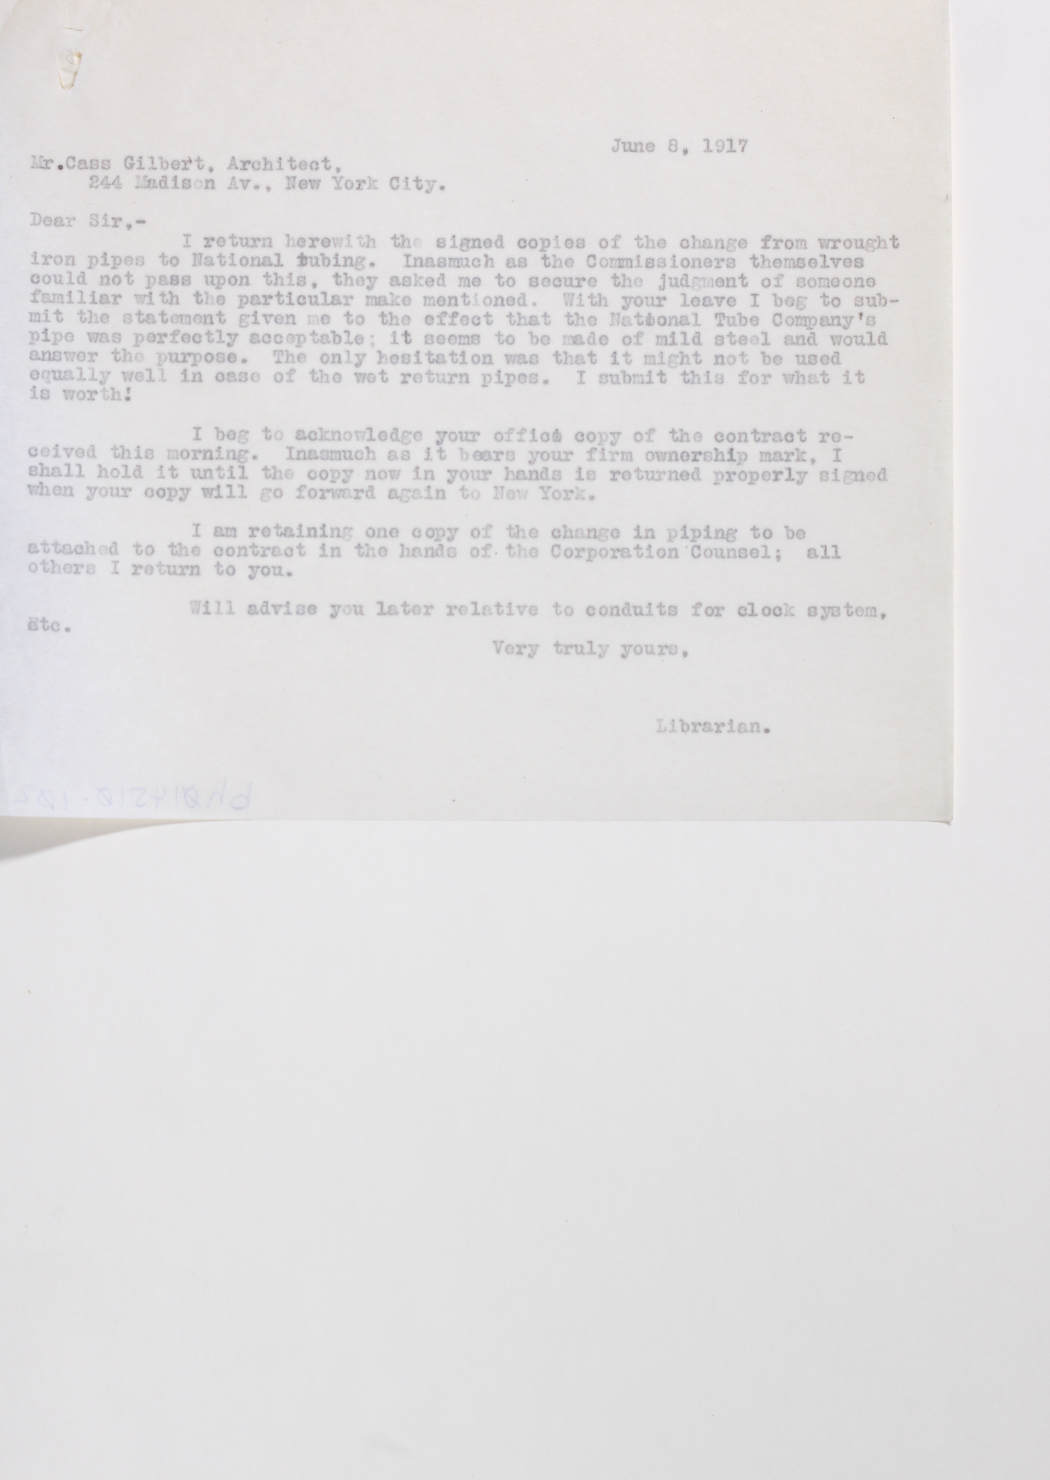 June 8, 1917
Mr.Cass Gilbert, Architect,
244 Madison Av., New York City.
Dear Sir,-
I return herewith the signed copies of the change from wrought
iron pipes to National tubing. Inasmuch as the Commissioners themselves
could not pass upon this, they asked me to secure the judgment of someone
familiar with the particular make mentioned. With your leave I beg to sub-
mit the statement given me to the effect that the National Tube Company's
pipe was perfectly acceptable; it seems to be made of mild steel and would
answer the purpose. The only hesitation was that it might not be used
equally well in case of the wet return pipes. I submit this for what it
is worth!
I beg to acknowledge your office copy of the contract re-
ceived this morning. Inasmuch as it bears your firm ownership mark, I
shall hold it until the copy now in your hands is returned properly signed
when your copy will go forward again to New York.
I am retaining one copy of the change in piping to be
attached to the contract in the hands of the Corporation Counsel; all
others I return to you.
Will advise you later relative to conduits for clock system,
etc.
Very truly yours,
Librarian.